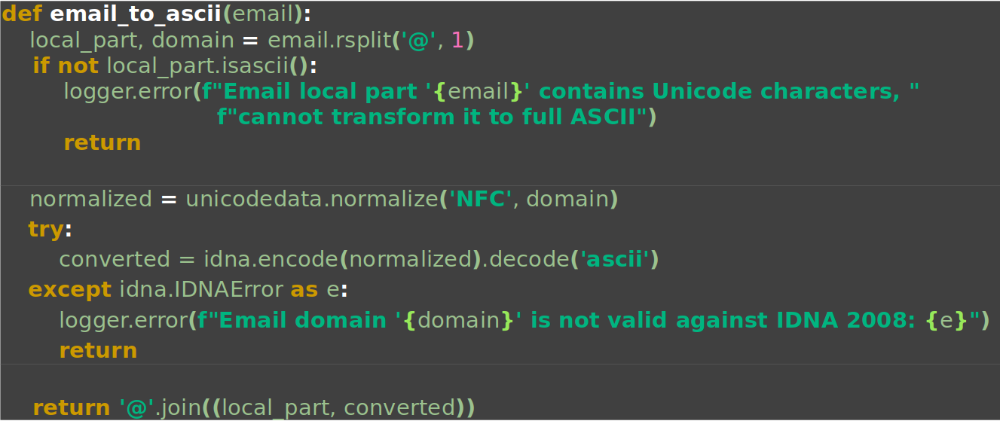 def email_to_ascii(email):
    local_part, domain = email.rsplit('@', 1)
    if not local_part.isascii():
        logger.error(f"Email local part '{email}' contains Unicode characters, "
                     f"cannot transform it to full ASCII")
        return
    normalized = unicodedata.normalize('NFC', domain)
    try:
        converted = idna.encode(normalized).decode('ascii')
    except idna.IDNAError as e:
        logger.error(f"Email domain '{domain}' is not valid against IDNA 2008: {e}")
        return
    return '@'.join((local_part, converted))